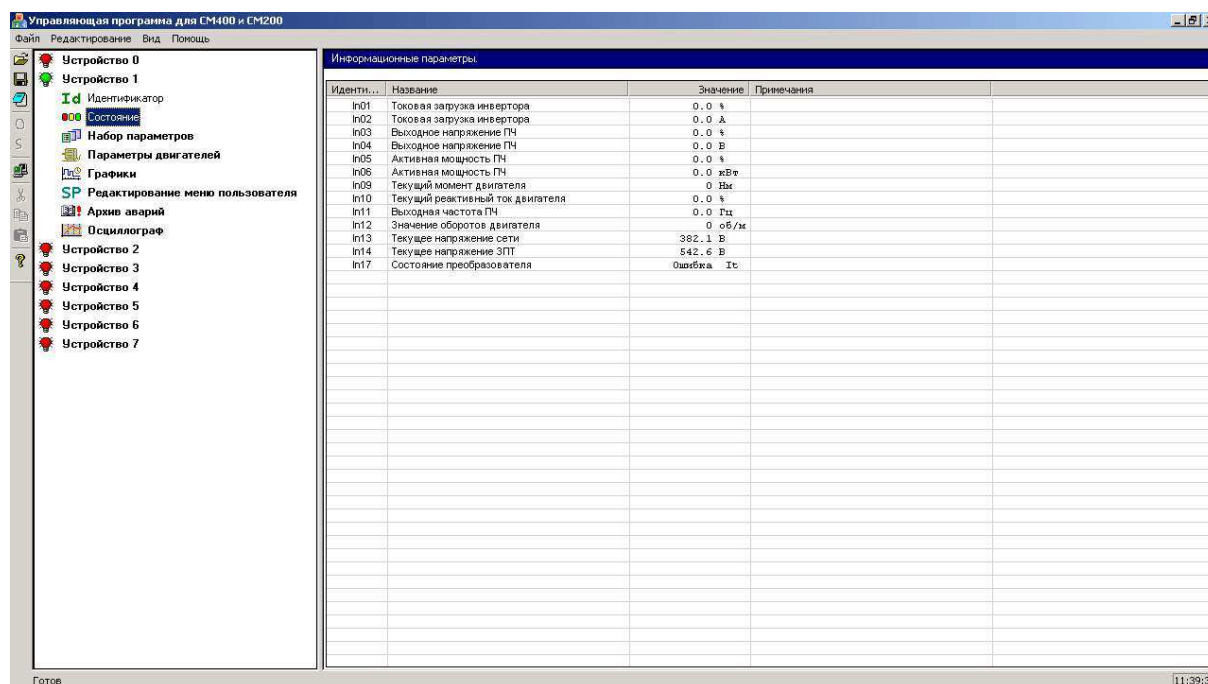 Управляющая программа для СМ400 и СМ200
Файл Редактирование Вид Помощь
Устройство 0
Устройство 1
Id Идентификатор
Состояние
Набор параметров
Параметры двигателей
Графики
SP Редактирование меню пользователя
Архив аварий
Осциллограф
Устройство 2
Устройство 3
Устройство 4
Устройство 5
Устройство 6
Устройство 7
Информационные параметры.
Иденти... Название Значение Примечания
In01 Токовая загрузка инвертора 0.0 %
In02 Токовая загрузка инвертора 0.0 А
In03 Выходное напряжение ПЧ 0.0 %
In04 Выходное напряжение ПЧ 0.0 В
In05 Активная мощность ПЧ 0.0 %
In06 Активная мощность ПЧ 0.0 кВт
In09 Текущий момент двигателя 0 Нм
In10 Текущий реактивный ток двигателя 0.0 %
In11 Выходная частота ПЧ 0.0 Гц
In12 Значение оборотов двигателя 0 об/м
In13 Текущее напряжение сети 382.1 В
In14 Текущее напряжение ЗПТ 542.6 В
In17 Состояние преобразователя Ошибка It
Готов
11:39:3